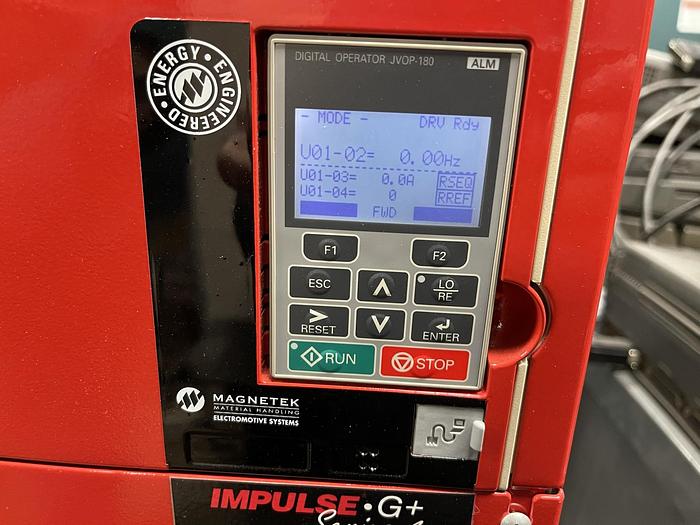 ENERGY • ENGINEERED •
DIGITAL OPERATOR JVOP-180
ALM
- MODE - DRV Rdy
U01-02= 0.00Hz
U01-03= 0.0A RSEQ
U01-04= 0 RREF
FWD
F1 F2
ESC LO
RE
RESET ENTER
RUN STOP
MAGNETEK
MATERIAL HANDLING
ELECTROMOTIVE SYSTEMS
IMPULSE • G+